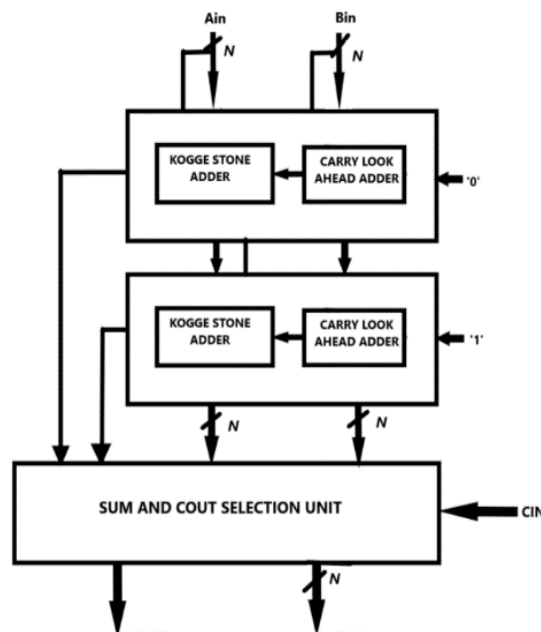 Ain Bin
N N
KOGGE STONE
ADDER
CARRY LOOK
AHEAD ADDER
'0'
KOGGE STONE
ADDER
CARRY LOOK
AHEAD ADDER
'1'
N N
SUM AND COUT SELECTION UNIT
CIN
N